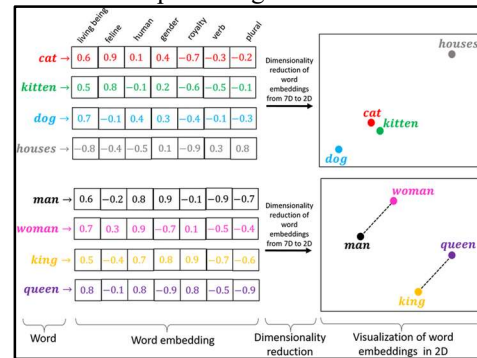 living being feline human gender royalty verb plural
cat → 0.6 0.9 0.1 0.4 −0.7 −0.3 −0.2
kitten → 0.5 0.8 −0.1 0.2 −0.6 −0.5 −0.1
dog → 0.7 −0.1 0.4 0.3 −0.4 −0.1 −0.3
houses → −0.8 −0.4 −0.5 0.1 −0.9 0.3 0.8
Dimensionality
reduction of
word
embeddings
from 7D to 2D
houses
cat
kitten
dog
man → 0.6 −0.2 0.8 0.9 −0.1 −0.9 −0.7
woman → 0.7 0.3 0.9 −0.7 0.1 −0.5 −0.4
king → 0.5 −0.4 0.7 0.8 0.9 −0.7 −0.6
queen → 0.8 −0.1 0.8 −0.9 0.8 −0.5 −0.9
Dimensionality
reduction of
word
embeddings
from 7D to 2D
woman
man
queen
king
Word
Word embedding
Dimensionality
reduction
Visualization of word
embeddings in 2D